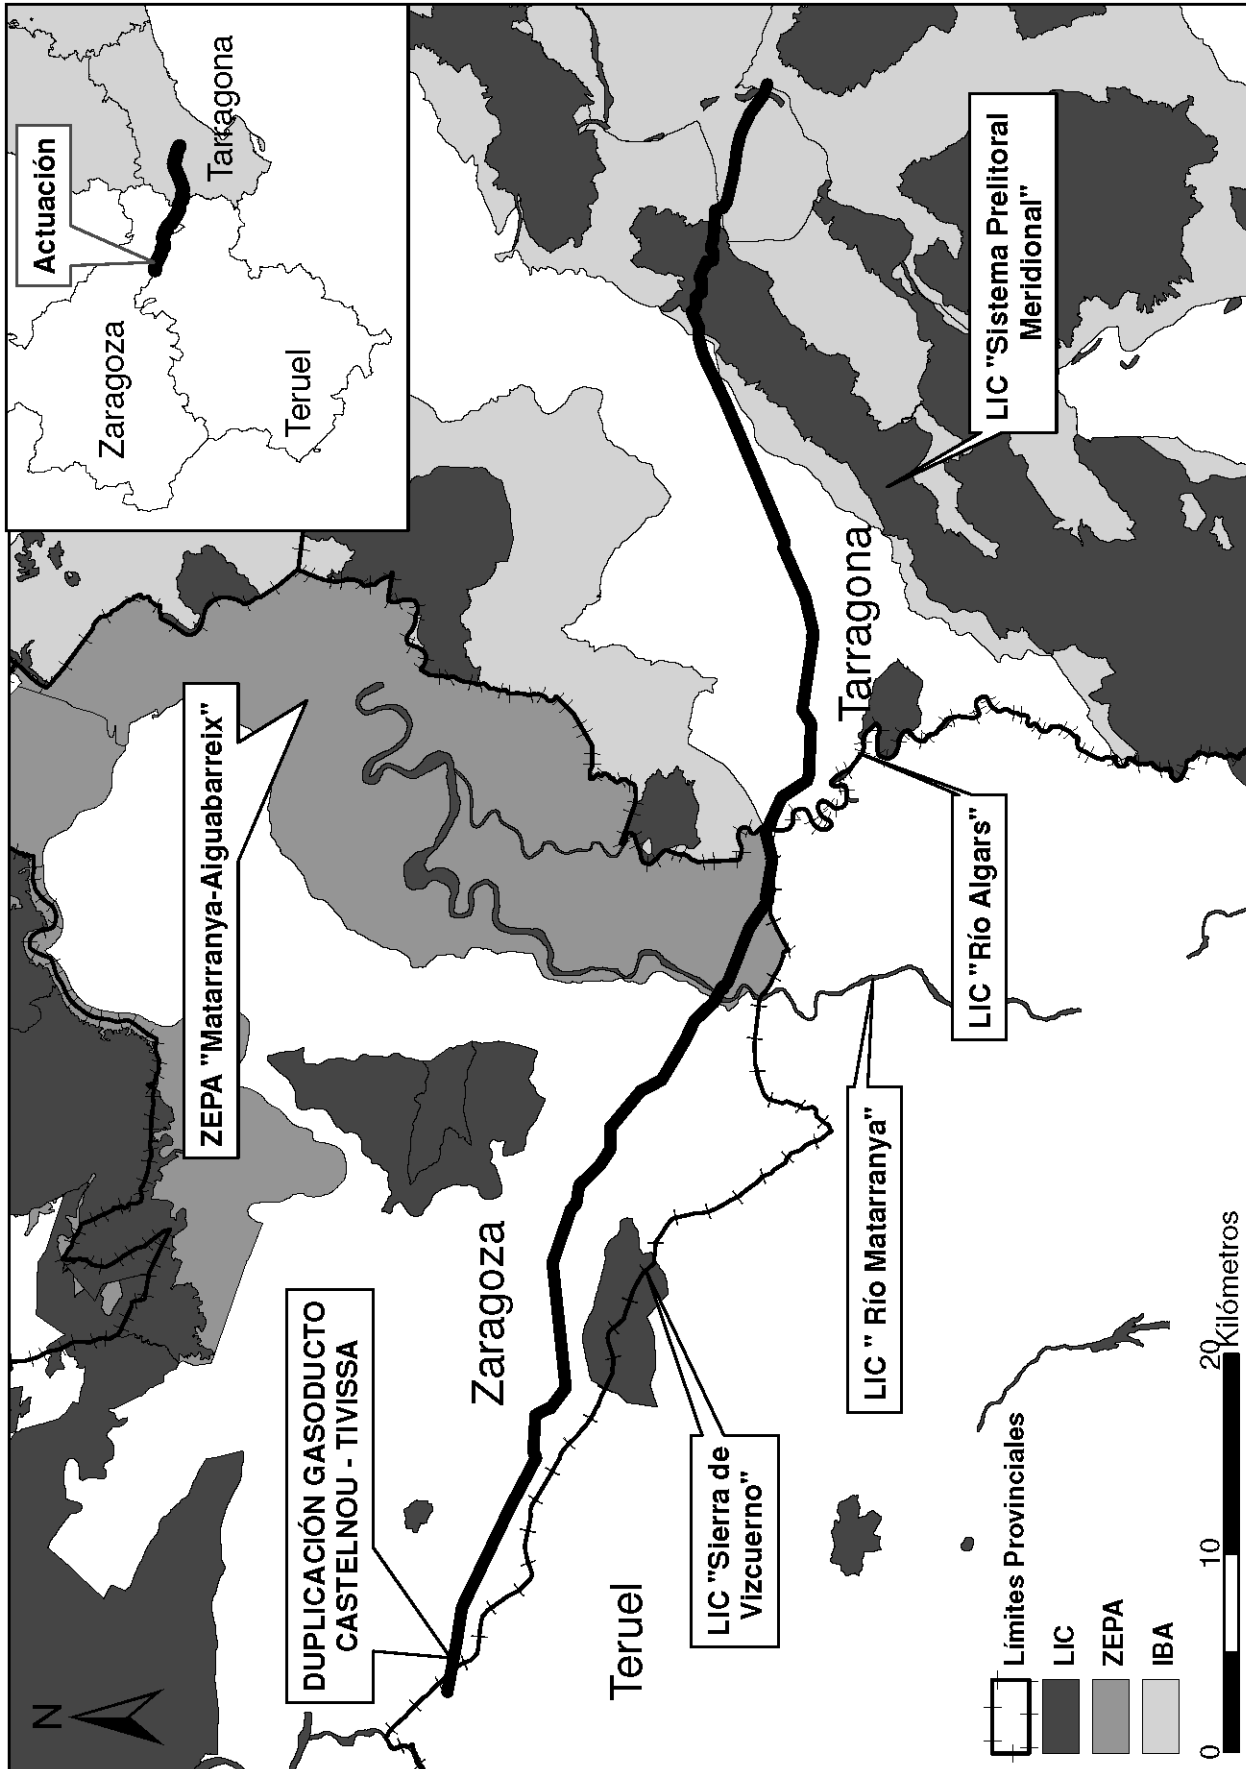 N
DUPLICACIÓN GASODUCTO
CASTELNOU - TIVISSA
ZEPA "Matarranya-Aiguabarreix"
Actuación
Zaragoza
Teruel
Tarragona
Zaragoza
Teruel
Tarragona
LIC "Sierra de
Vizcuerno"
LIC " Río Matarranya"
LIC "Río Algars"
LIC "Sistema Prelitoral
Meridional"
Límites Provinciales
LIC
ZEPA
IBA
0
10
20
Kilómetros